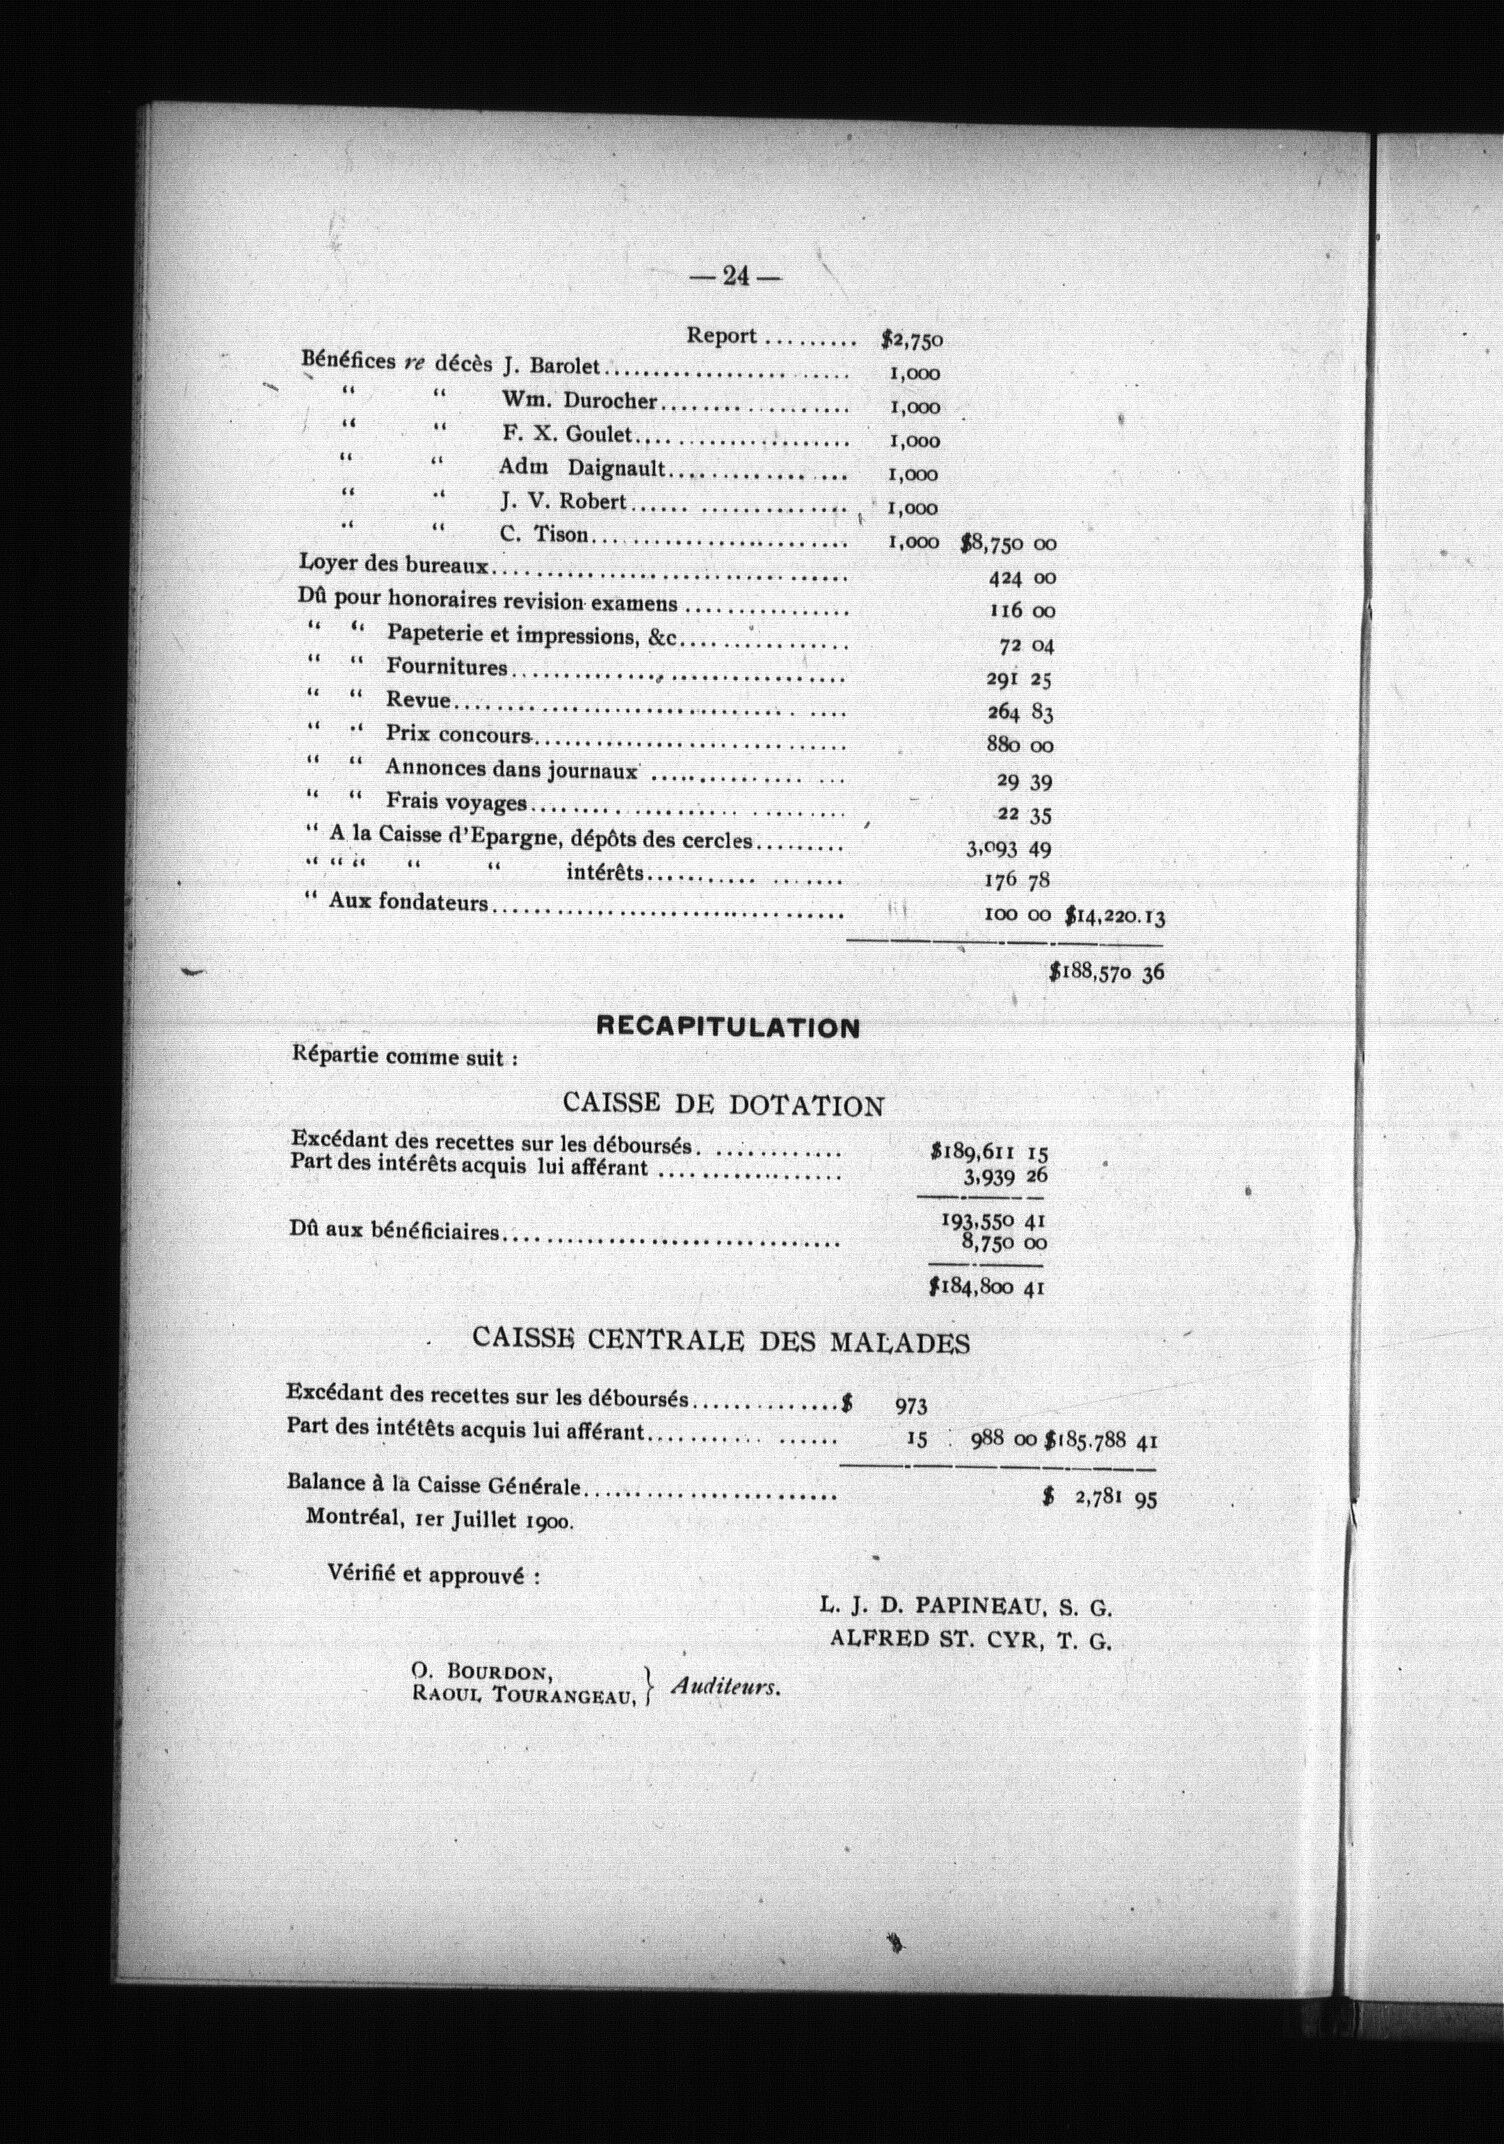 — 24 —
Report ......... $2,750
Bénéfices re décès J. Barolet...................... 1,000
“ “ Wm. Durocher.................. 1,000
“ “ F. X. Goulet..................... 1,000
“ “ Adm Daignault.................. 1,000
“ “ J. V. Robert...... ............... 1,000
“ “ C. Tison......................... 1,000 $8,750 00
Loyer des bureaux.................................. 424 00
Dû pour honoraires revision examens ................ 116 00
“ “ Papeterie et impressions, &c................. 72 04
“ “ Fournitures................................ 291 25
“ “ Revue................................ .... 264 83
“ “ Prix concours.............................. 880 00
“ “ Annonces dans journaux ............... ... 29 39
“ “ Frais voyages......... .......... ........ 22 35
“ A la Caisse d'Epargne, dépôts des cercles......... 3,093 49
“ “ “ “ “ intérêts........... ....... 176 78
“ Aux fondateurs.................................. 100 00 $14,220.13
$188,570 36
RECAPITULATION
Répartie comme suit :
CAISSE DE DOTATION
Excédant des recettes sur les déboursés. ............ $189,611 15
Part des intérêts acquis lui afférant .................. 3,939 26
193,550 41
Dû aux bénéficiaires................................ 8,750 00
$184,800 41
CAISSE CENTRALE DES MALADES
Excédant des recettes sur les déboursés..............$ 973
Part des intétêts acquis lui afférant........... ...... 15 988 00 $185.788 41
Balance à la Caisse Générale........................ $ 2,781 95
Montréal, 1er Juillet 1900.
Vérifié et approuvé :
L. J. D. PAPINEAU, S. G.
ALFRED ST. CYR, T. G.
O. BOURDON,
RAOUL TOURANGEAU, } Auditeurs.